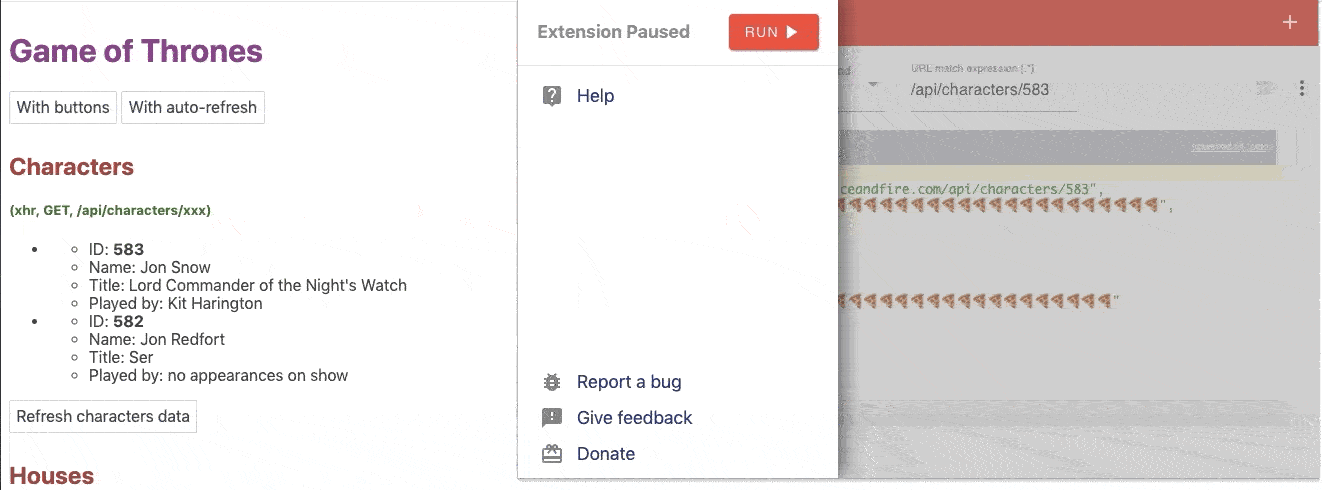 Game of Thrones
With buttons
With auto-refresh
Characters
(xhr, GET, /api/characters/xxx)
ID: 583
Name: Jon Snow
Title: Lord Commander of the Night's Watch
Played by: Kit Harington
ID: 582
Name: Jon Redfort
Title: Ser
Played by: no appearances on show
Refresh characters data
Houses
Extension Paused
RUN
Help
Report a bug
Give feedback
Donate
URL match expression (.*)
/api/characters/583
ceandfire.com/api/characters/583",
",
"